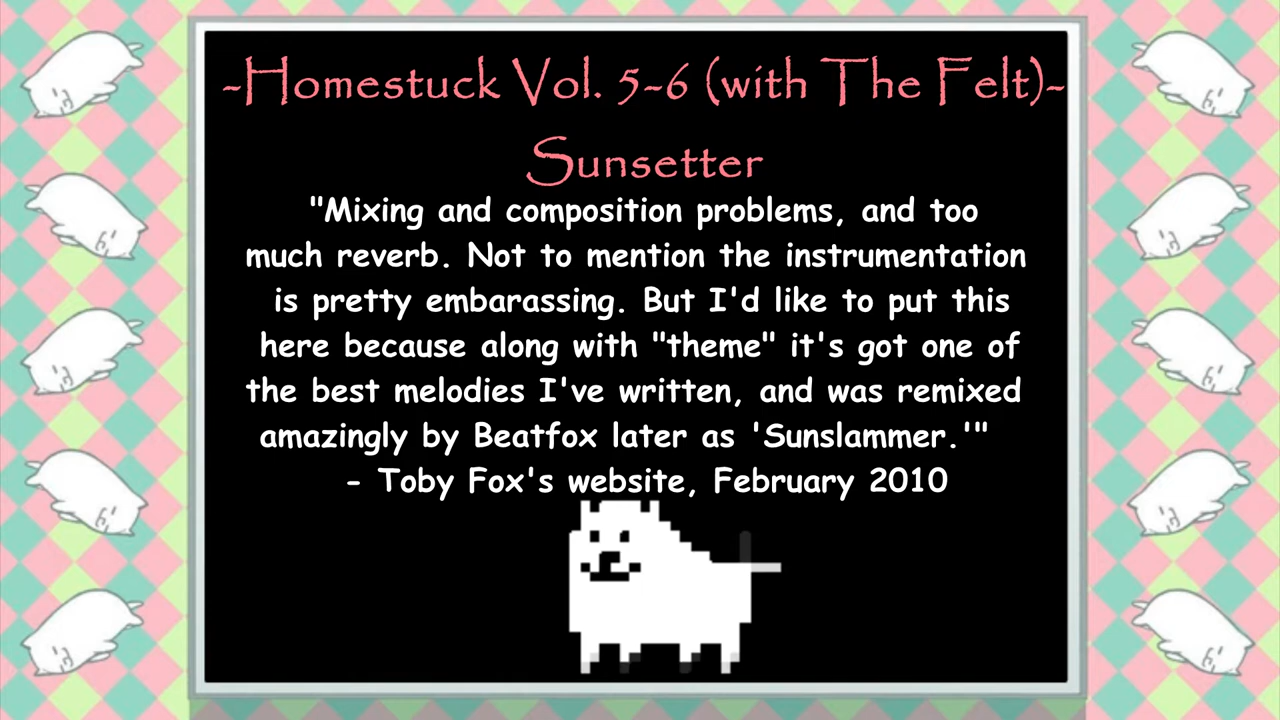 -Homestuck Vol. 5-6 (with The Felt)-
Sunsetter
"Mixing and composition problems, and too
much reverb. Not to mention the instrumentation
is pretty embarassing. But I'd like to put this
here because along with "theme" it's got one of
the best melodies I've written, and was remixed
amazingly by Beatfox later as 'Sunslammer.'"
- Toby Fox's website, February 2010